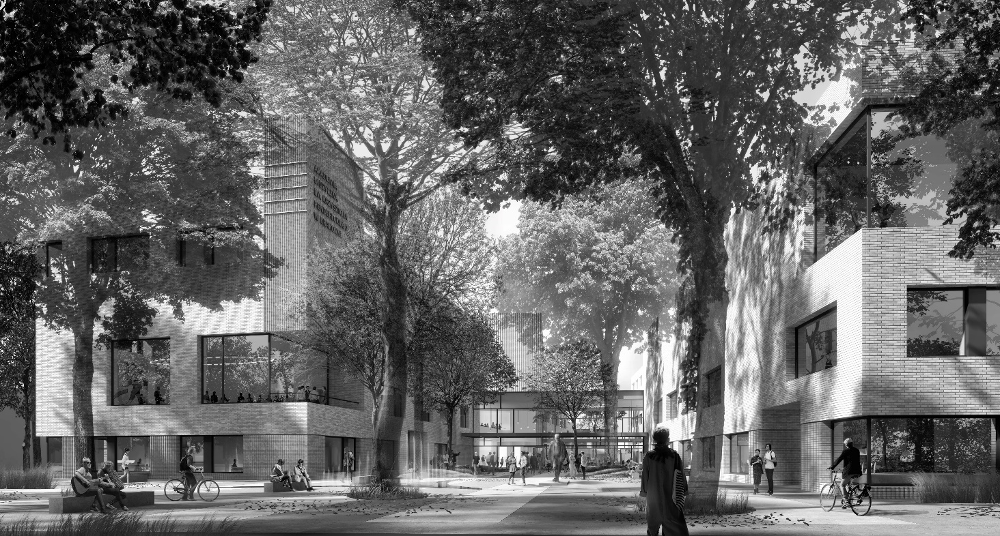 AKADEMIA
MUZYCZNA
IM. KRZYSZTOFA
PENDERECKIEGO
W KRAKOWIE